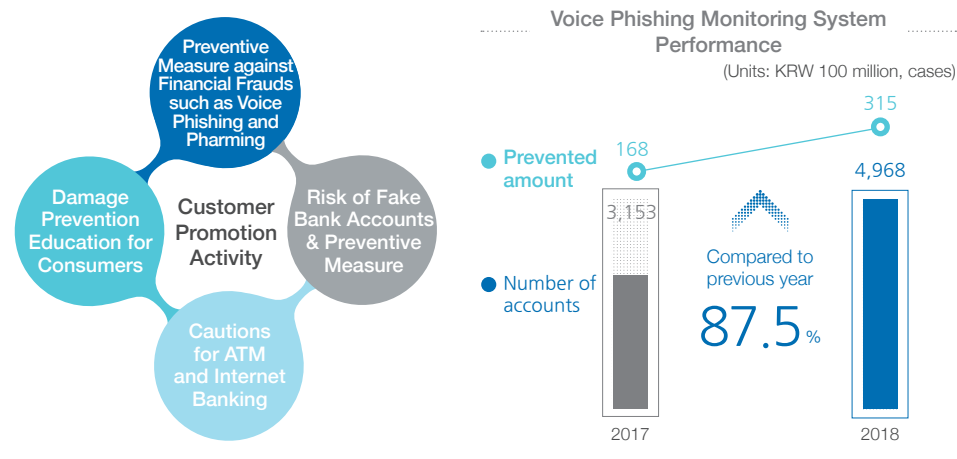 Preventive
Measure against
Financial Frauds
such as Voice
Phishing and
Pharming
Damage
Prevention
Education for
Consumers
Customer
Promotion
Activity
Risk of Fake
Bank Accounts
& Preventive
Measure
Cautions
for ATM
and Internet
Banking
Voice Phishing Monitoring System
Performance
(Units: KRW 100 million, cases)
315
168
Prevented
amount
4,968
3,153
Compared to
previous year
87.5 %
Number of
accounts
2017
2018